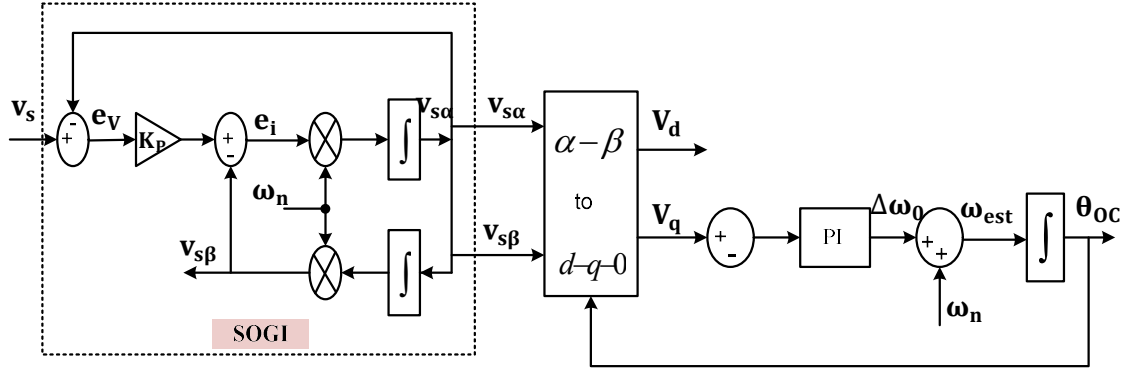 v_s
+
-
e_V
K_P
+
-
e_i
ω_n
∫
v_sα
v_sβ
∫
SOGI
v_sα
v_sβ
α–β
to
d-q-0
V_d
V_q
+
-
PI
Δω_0
+
+
ω_n
ω_est
∫
θ_OC